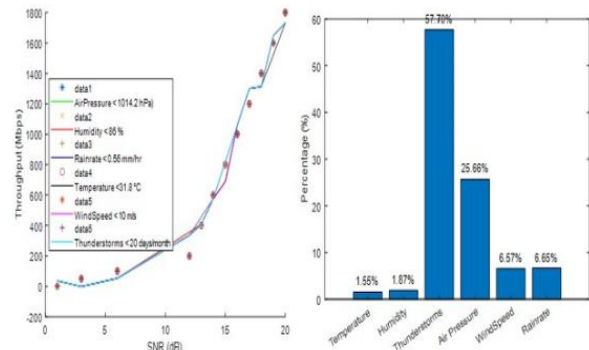 1800
1600
1400
1200
1000
800
600
400
200
0
-200
Throughput (Mbps)
data1
AirPressure <1014.2 hPa)
data2
Humidity <86 %
data3
Rainrate <0.56 mm/hr
data4
Temperature <31.8 °C
data5
WindSpeed <10 m/s
data6
Thunderstorms <20 days/month
5
10
15
20
SNR (dB)
60
50
40
30
20
10
0
Percentage (%)
1.55%
1.87%
57.70%
25.66%
6.57%
6.65%
Temperature
Humidity
Thunderstorms
Air Pressure
WindSpeed
Rainrate